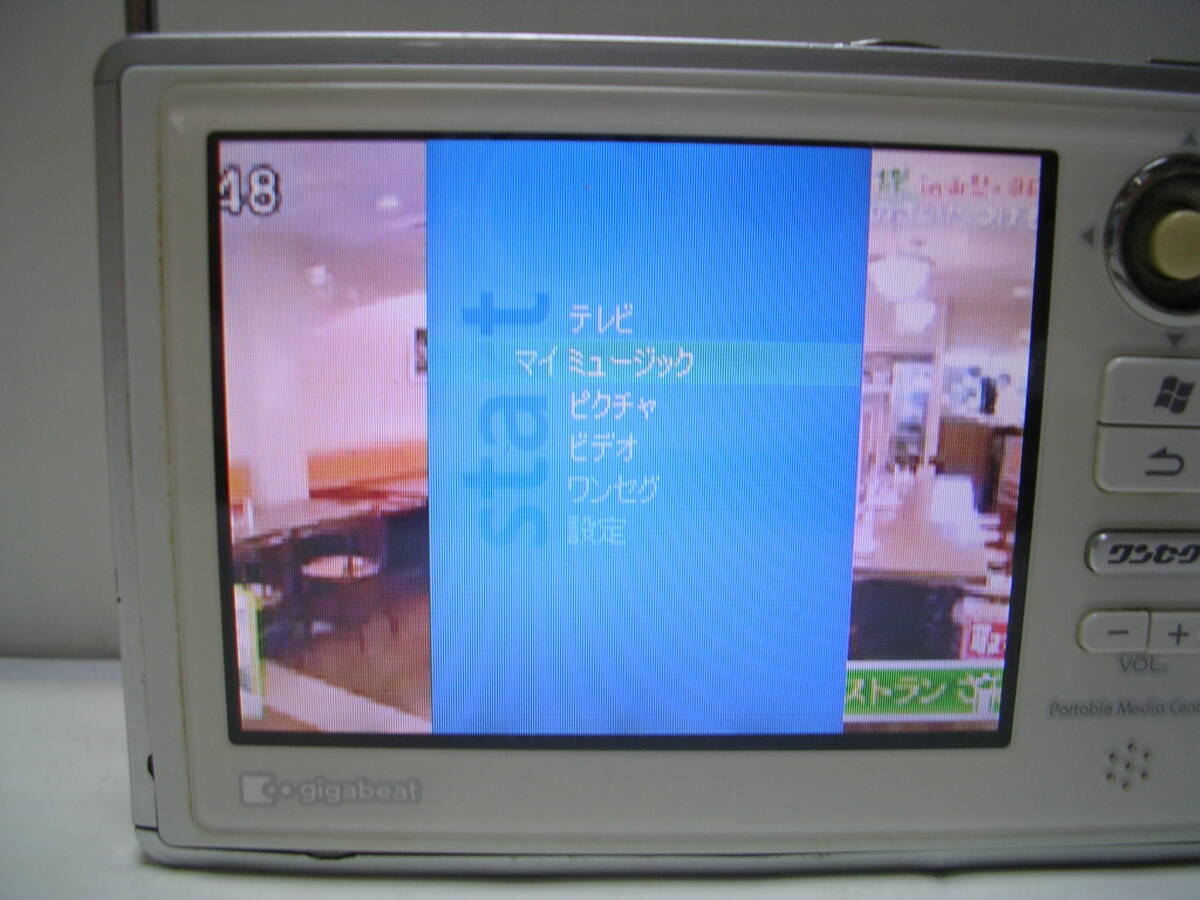 48
start
テレビ
マイ ミュージック
ピクチャ
ビデオ
ワンセグ
設定
ストラン
ワンセグ
− +
VOL.
Portable Media Cent
gigabeat